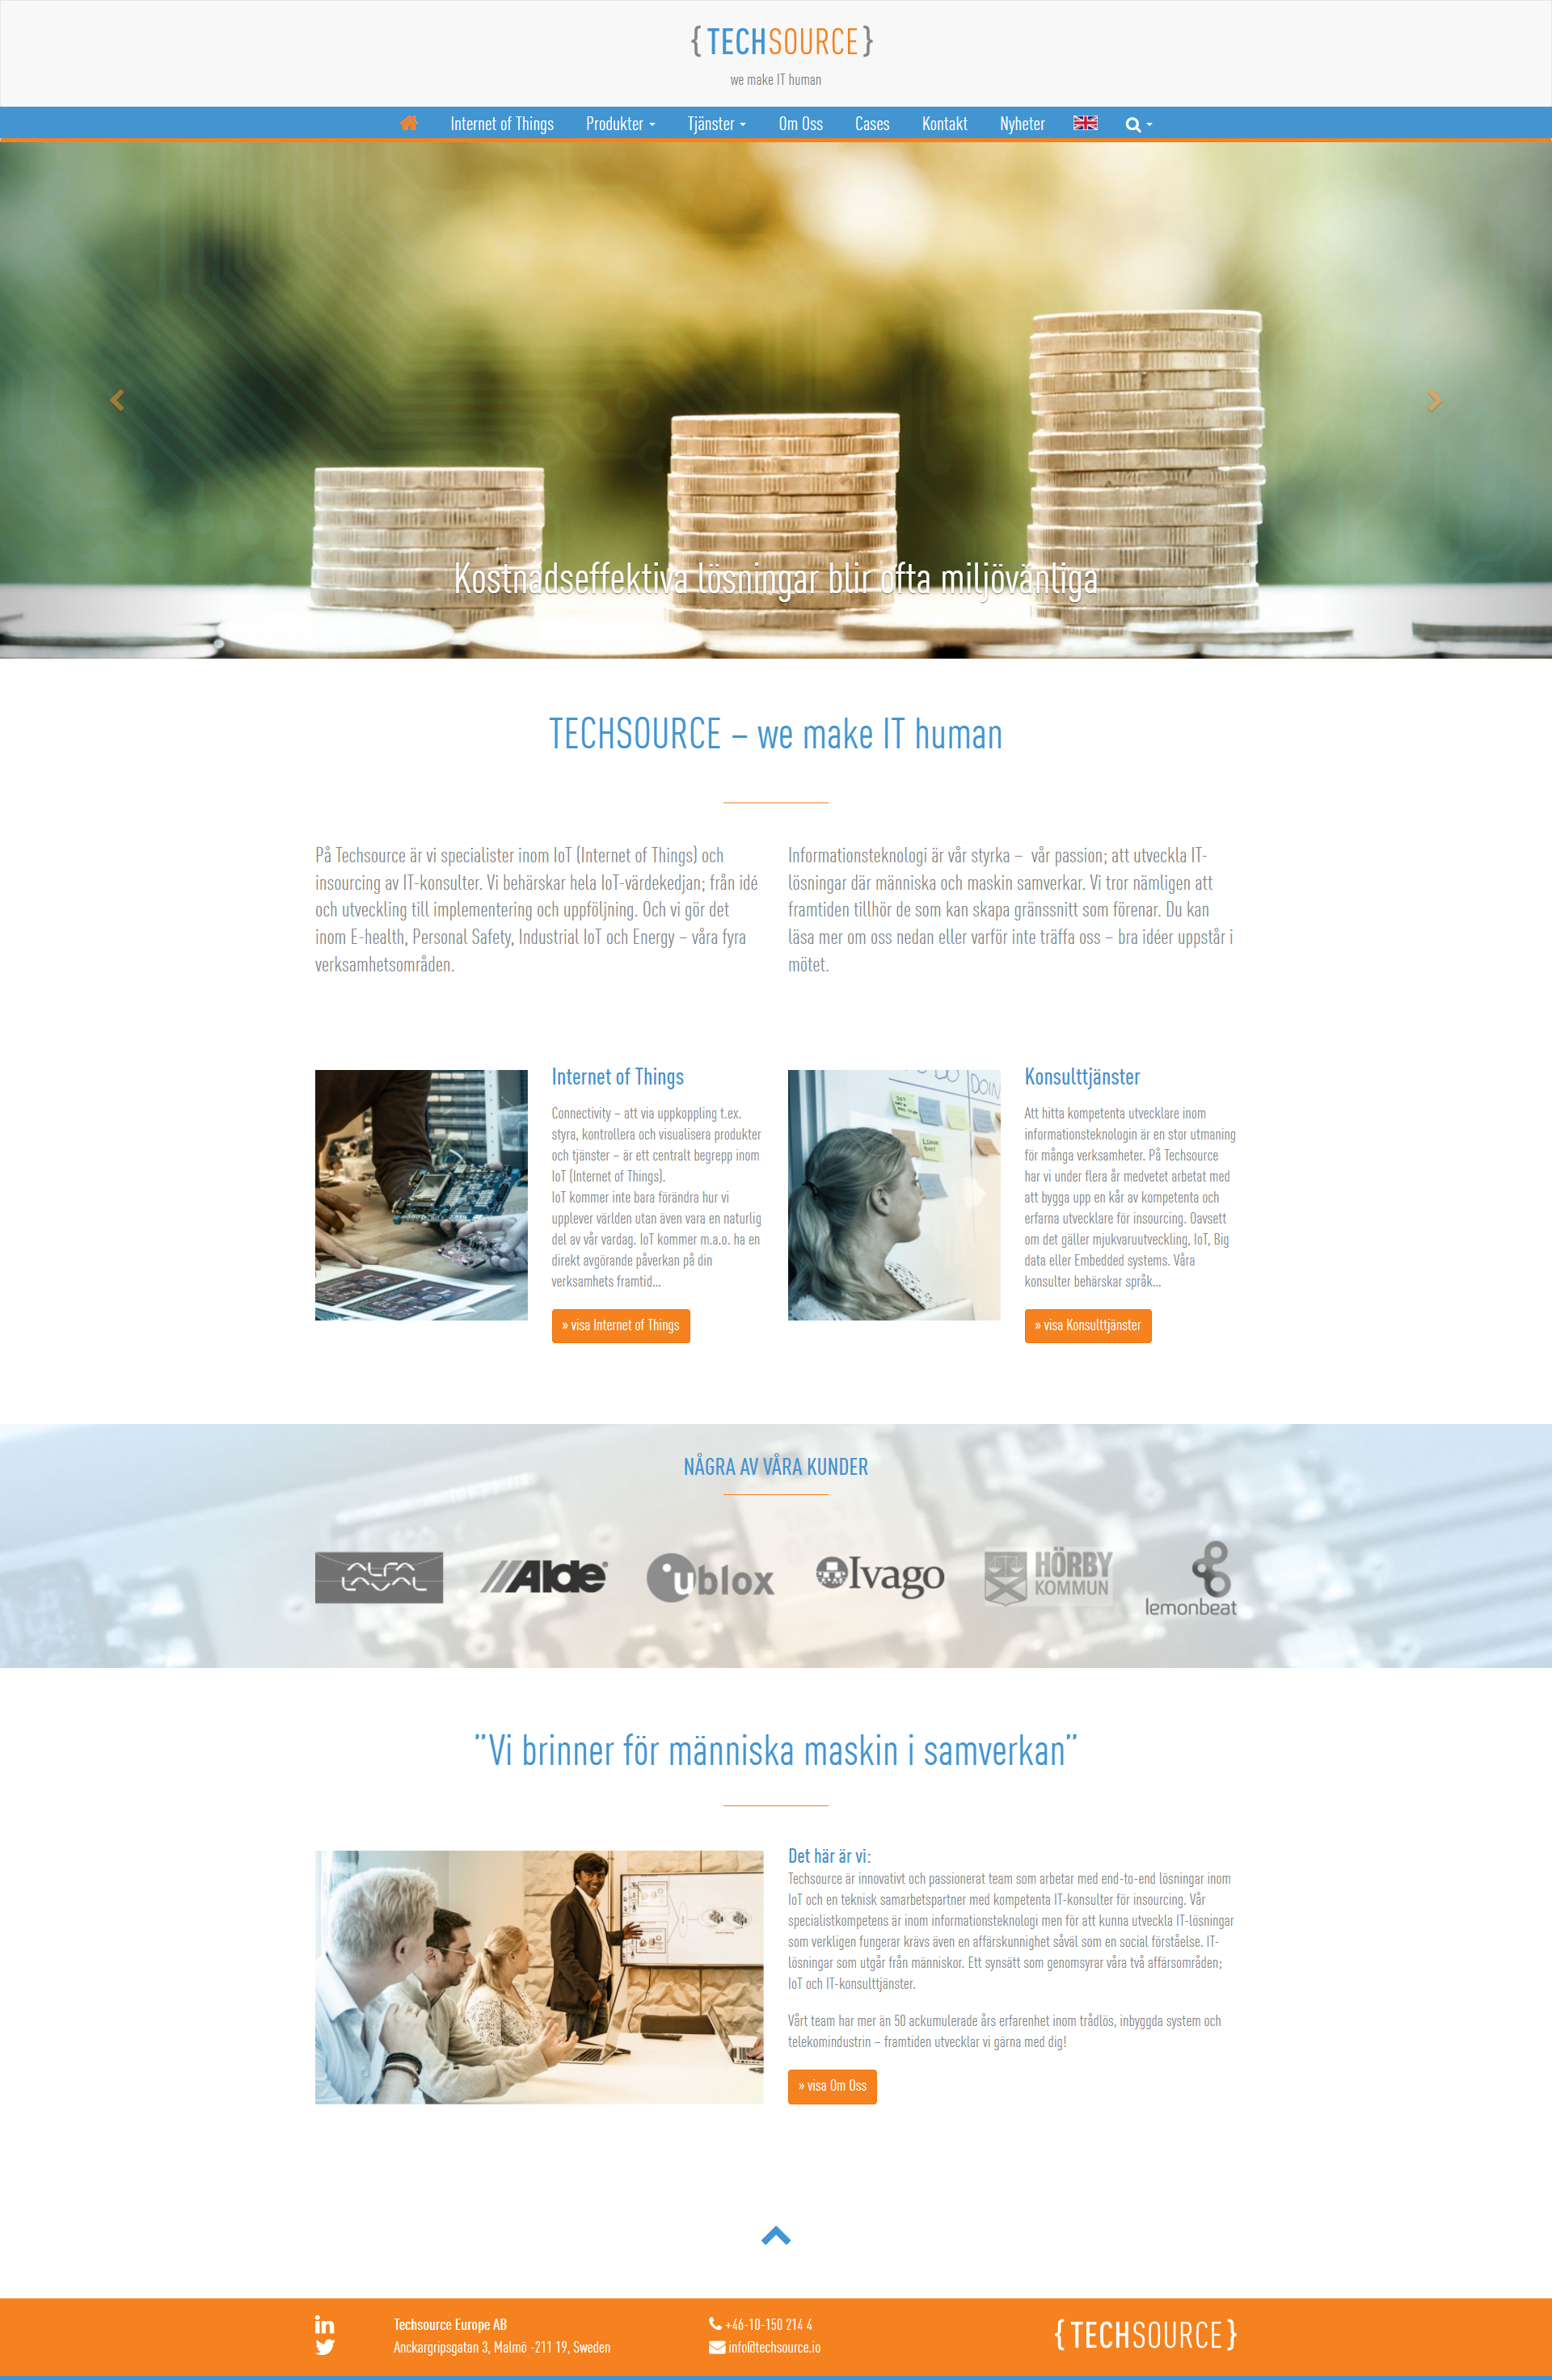 { TECHSOURCE }
we make IT human
Internet of Things Produkter Tjänster Om Oss Cases Kontakt Nyheter
Kostnadseffektiva lösningar blir ofta miljövänliga
TECHSOURCE – we make IT human
På Techsource är vi specialister inom IoT (Internet of Things) och
insourcing av IT-konsulter. Vi behärskar hela IoT-värdekedjan; från idé
och utveckling till implementering och uppföljning. Och vi gör det
inom E-health, Personal Safety, Industrial IoT och Energy – våra fyra
verksamhetsområden.
Informationsteknologi är vår styrka – vår passion; att utveckla IT-
lösningar där människa och maskin samverkar. Vi tror nämligen att
framtiden tillhör de som kan skapa gränssnitt som förenar. Du kan
läsa mer om oss nedan eller varför inte träffa oss – bra idéer uppstår i
mötet.
Internet of Things
Connectivity – att via uppkoppling t.ex.
styra, kontrollera och visualisera produkter
och tjänster – är ett centralt begrepp inom
IoT (Internet of Things).
IoT kommer inte bara förändra hur vi
upplever världen utan även vara en naturlig
del av vår vardag. IoT kommer m.a.o. ha en
direkt avgörande påverkan på din
verksamhets framtid...
» visa Internet of Things
DOIN
Konsulttjänster
Att hitta kompetenta utvecklare inom
informationsteknologin är en stor utmaning
för många verksamheter. På Techsource
har vi under flera år medvetet arbetat med
att bygga upp en kår av kompetenta och
erfarna utvecklare för insourcing. Oavsett
om det gäller mjukvaruutveckling, IoT, Big
data eller Embedded systems. Våra
konsulter behärskar språk...
» visa Konsulttjänster
NÅGRA AV VÅRA KUNDER
ALFA LAVAL
Alde
ublox
Ivago
HÖRBY KOMMUN
lemonbeat
”Vi brinner för människa maskin i samverkan”
Det här är vi:
Techsource är innovativt och passionerat team som arbetar med end-to-end lösningar inom
IoT och en teknisk samarbetspartner med kompetenta IT-konsulter för insourcing. Vår
specialistkompetens är inom informationsteknologi men för att kunna utveckla IT-lösningar
som verkligen fungerar krävs även en affärskunnighet såväl som en social förståelse. IT-
lösningar som utgår från människor. Ett synsätt som genomsyrar våra två affärsområden;
IoT och IT-konsulttjänster.
Vårt team har mer än 50 ackumulerade års erfarenhet inom trådlös, inbyggda system och
telekomindustrin – framtiden utvecklar vi gärna med dig!
» visa Om Oss
Techsource Europe AB
Anckargripsgatan 3, Malmö -211 19, Sweden
+46-10-150 214 4
info@techsource.io
{ TECHSOURCE }